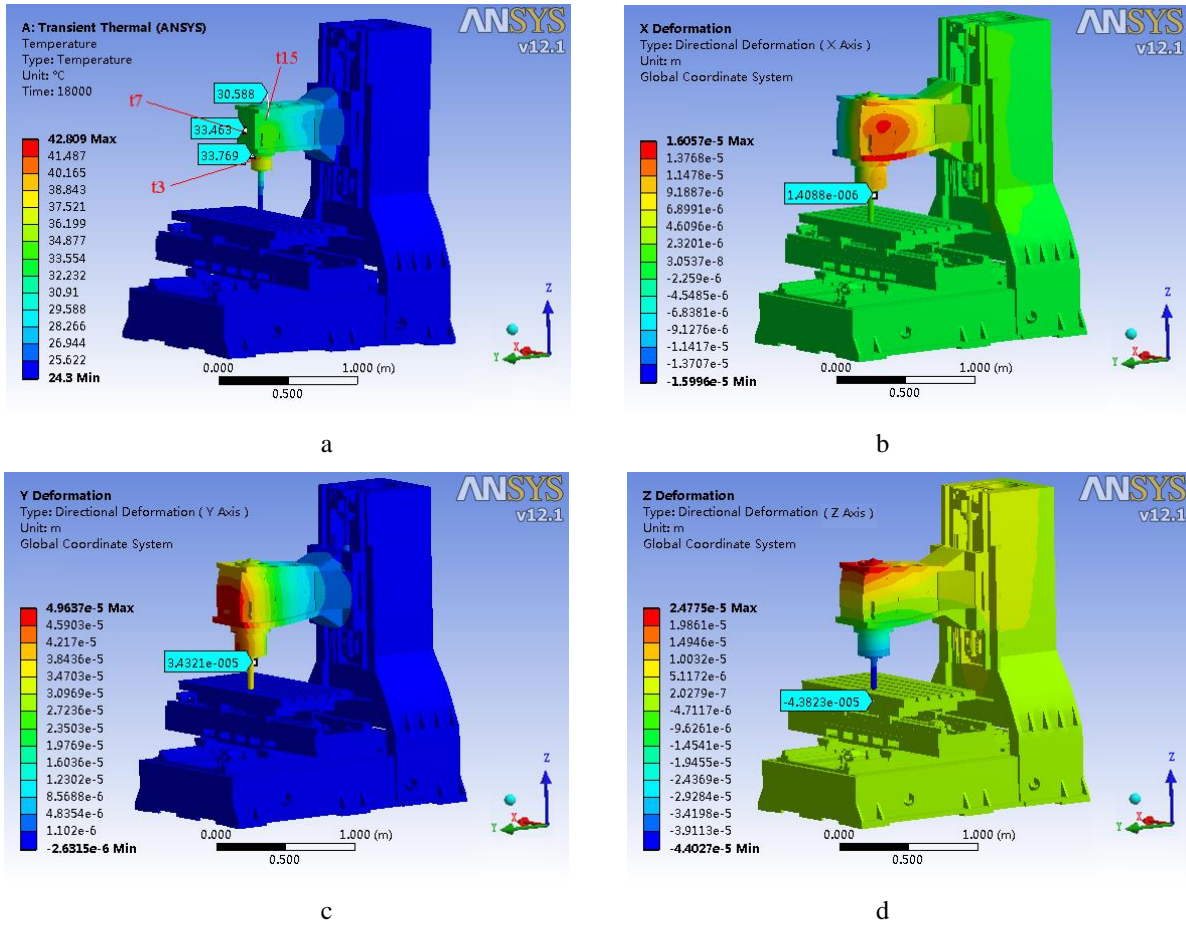 A: Transient Thermal (ANSYS)
Temperature
Type: Temperature
Unit: °C
Time: 18000
ANSYS
v12.1
t15
t7
t3
30.588
33.463
33.769
42.809 Max
41.487
40.165
38.843
37.521
36.199
34.877
33.554
32.232
30.91
29.588
28.266
26.944
25.622
24.3 Min
0.000
1.000 (m)
0.500
Z
X
Y
a
X Deformation
Type: Directional Deformation ( X Axis )
Unit: m
Global Coordinate System
ANSYS
v12.1
1.6057e-5 Max
1.3768e-5
1.1478e-5
9.1887e-6
6.8991e-6
4.6096e-6
2.3201e-6
3.0537e-8
-2.259e-6
-4.5485e-6
-6.8381e-6
-9.1276e-6
-1.1417e-5
-1.3707e-5
-1.5996e-5 Min
1.4088e-006
0.000
1.000 (m)
0.500
Z
X
Y
b
Y Deformation
Type: Directional Deformation ( Y Axis )
Unit: m
Global Coordinate System
ANSYS
v12.1
4.9637e-5 Max
4.5903e-5
4.217e-5
3.8436e-5
3.4703e-5
3.0969e-5
2.7236e-5
2.3503e-5
1.9769e-5
1.6036e-5
1.2302e-5
8.5688e-6
4.8354e-6
1.102e-6
-2.6315e-6 Min
3.4321e-005
0.000
1.000 (m)
0.500
Z
X
Y
c
Z Deformation
Type: Directional Deformation ( Z Axis )
Unit: m
Global Coordinate System
ANSYS
v12.1
2.4775e-5 Max
1.9861e-5
1.4946e-5
1.0032e-5
5.1172e-6
2.0279e-7
-4.7117e-6
-9.6261e-6
-1.4541e-5
-1.9455e-5
-2.4369e-5
-2.9284e-5
-3.4198e-5
-3.9113e-5
-4.4027e-5 Min
-4.3823e-005
0.000
1.000 (m)
0.500
Z
X
Y
d